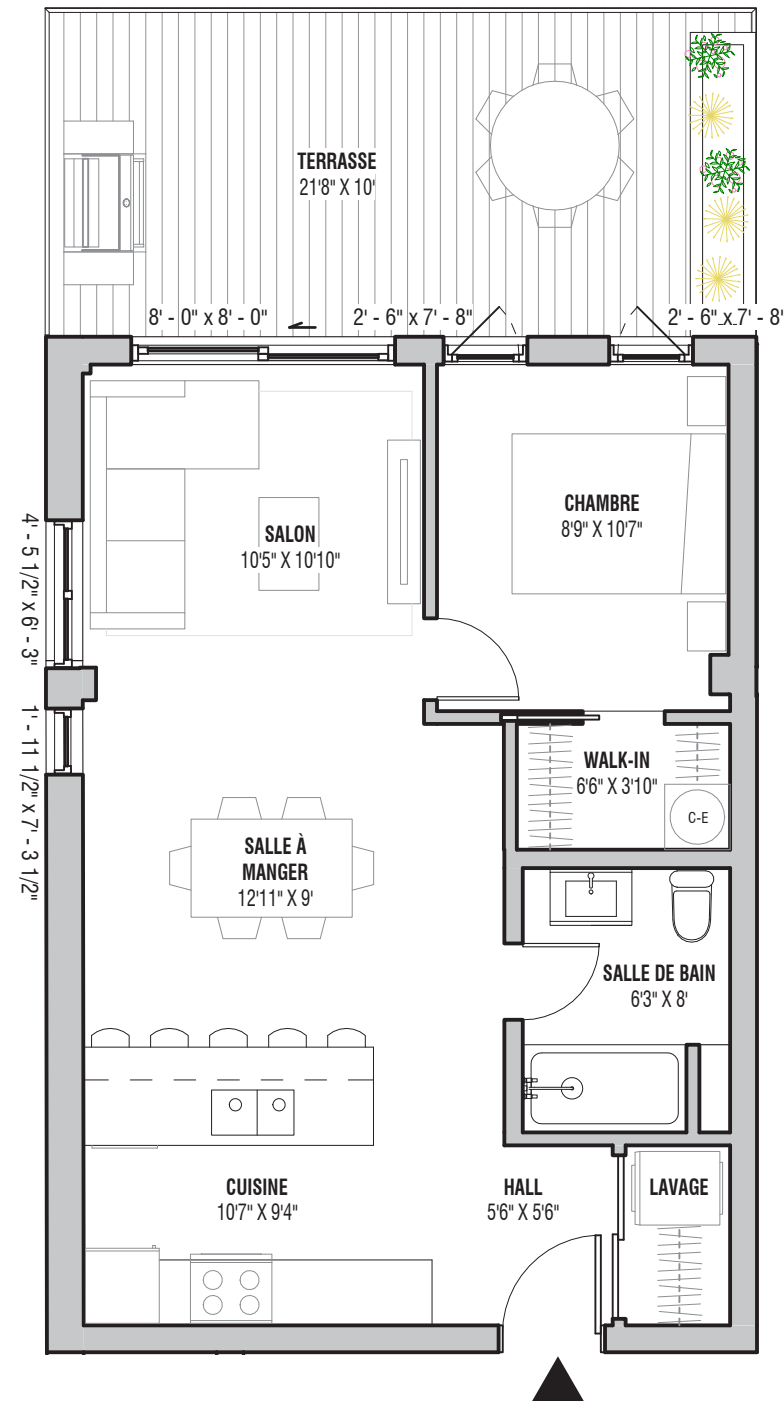 TERRASSE
21'8" X 10'
8' - 0" x 8' - 0"
2' - 6" x 7' - 8"
2' - 6" x 7' - 8"
CHAMBRE
8'9" X 10'7"
SALON
10'5" X 10'10"
4' - 5 1/2" x 6' - 3"
1' - 11 1/2" x 7' - 3 1/2"
WALK-IN
6'6" X 3'10"
C-E
SALLE À
MANGER
12'11" X 9'
SALLE DE BAIN
6'3" X 8'
CUISINE
10'7" X 9'4"
HALL
5'6" X 5'6"
LAVAGE